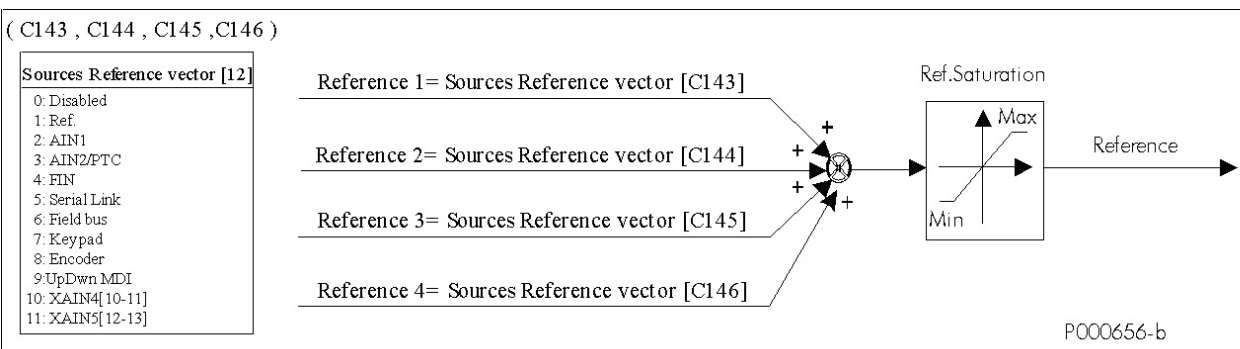 ( C143 , C144 , C145 ,C146 )
Sources Reference vector [12]
0: Disabled
1: Ref.
2: AIN1
3: AIN2/PTC
4: FIN
5: Serial Link
6: Field bus
7: Keypad
8: Encoder
9:UpDwn MDI
10: XAIN4[10-11]
11: XAIN5[12-13]
Reference 1= Sources Reference vector [C143]
Reference 2= Sources Reference vector [C144]
Reference 3= Sources Reference vector [C145]
Reference 4= Sources Reference vector [C146]
+
+
+
+
Ref.Saturation
Max
Min
Reference
P000656-b